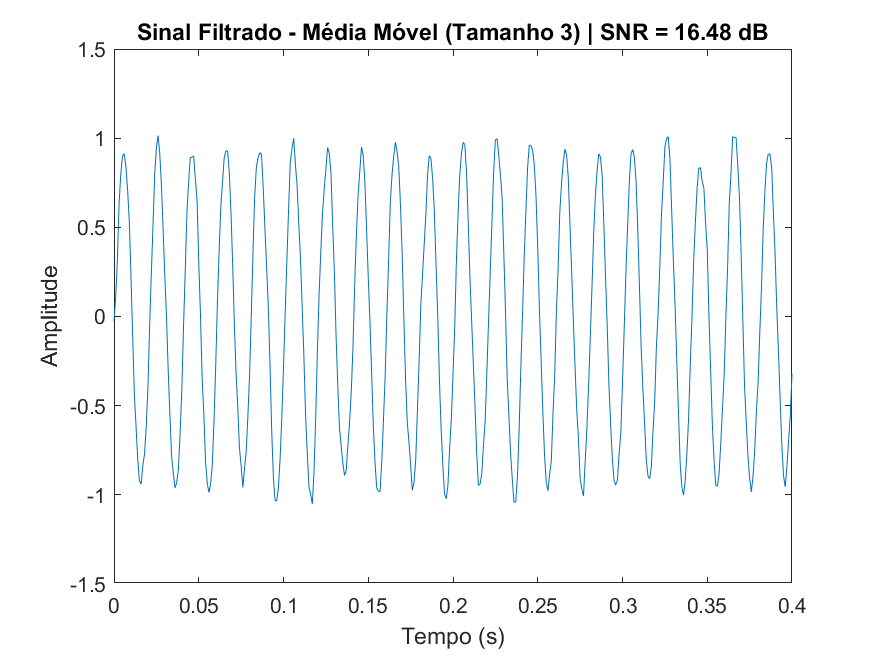 Sinal Filtrado - Média Móvel (Tamanho 3) | SNR = 16.48 dB
1.5
1
0.5
0
-0.5
-1
-1.5
Amplitude
0 0.05 0.1 0.15 0.2 0.25 0.3 0.35 0.4
Tempo (s)